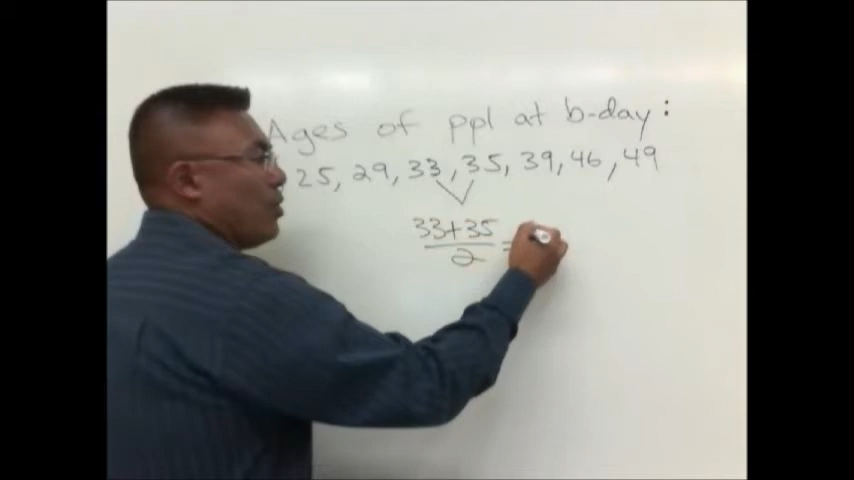 Ages of ppl at b-day:
25, 29, 33, 35, 39, 46, 49
33+35
2 =